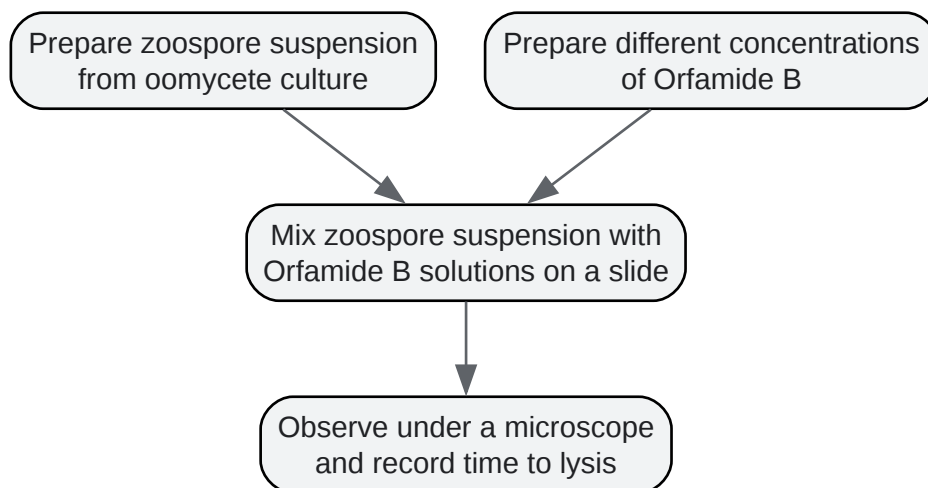 Prepare zoospore suspension
from oomycete culture
Prepare different concentrations
of Orfamide B
Mix zoospore suspension with
Orfamide B solutions on a slide
Observe under a microscope
and record time to lysis